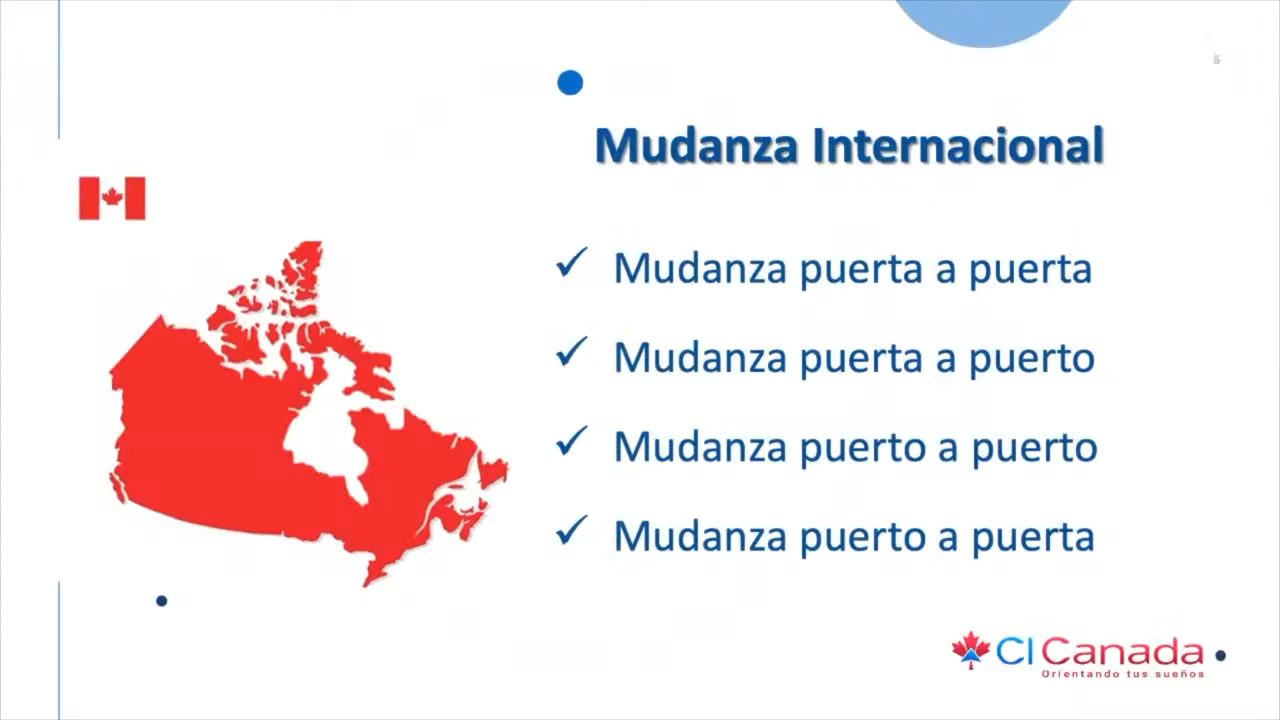 6
Mudanza Internacional
✓ Mudanza puerta a puerta
✓ Mudanza puerta a puerto
✓ Mudanza puerto a puerto
✓ Mudanza puerto a puerta
CI Canada
Orientando tus sueños